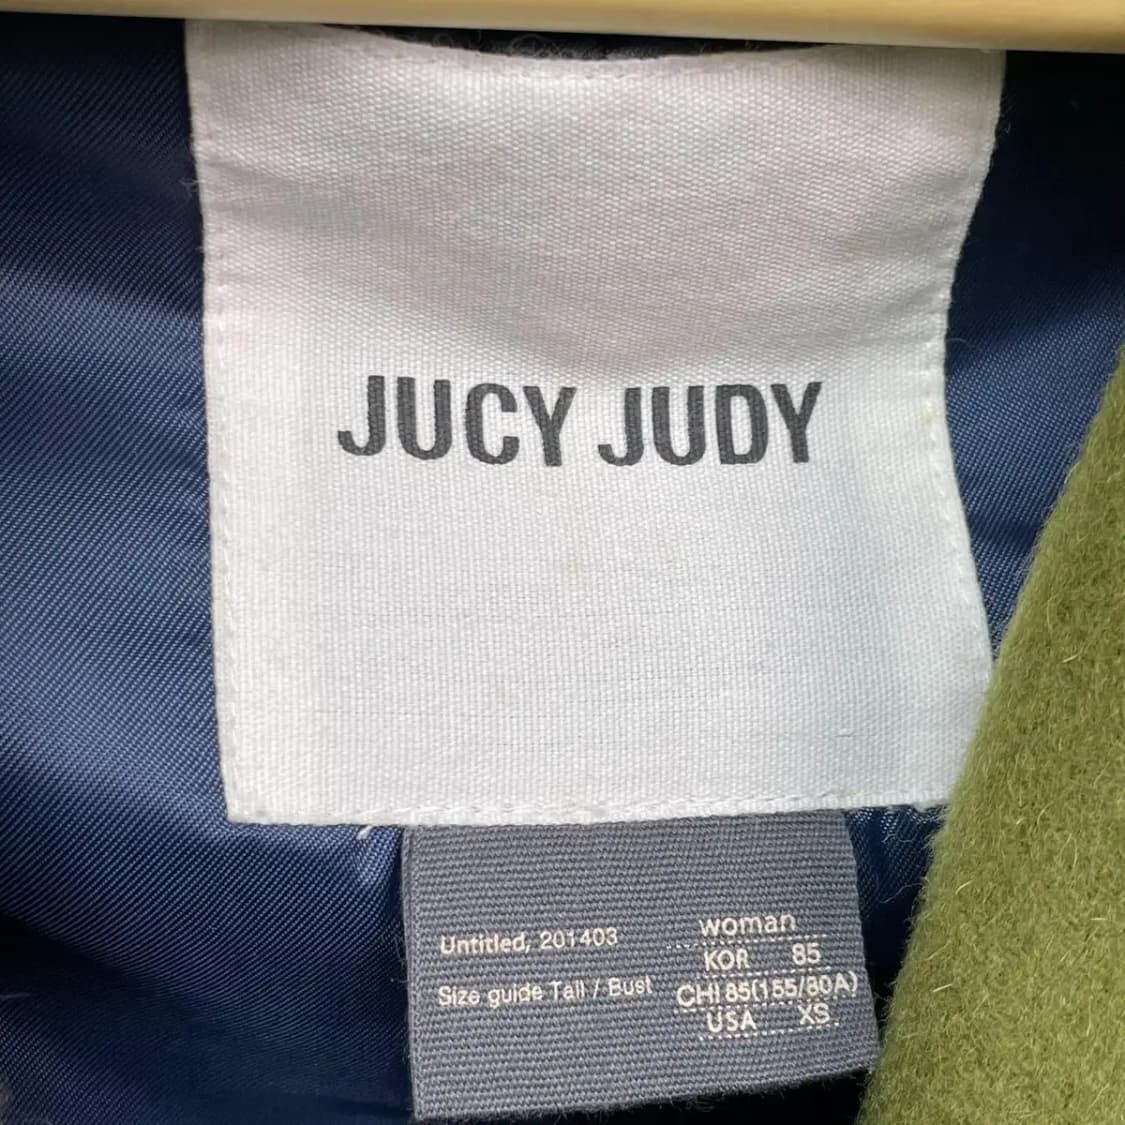 JUCY JUDY
Untitled, 201403
Size guide Tall / Bust
woman
KOR 85
CHI 85(155/80A)
USA XS